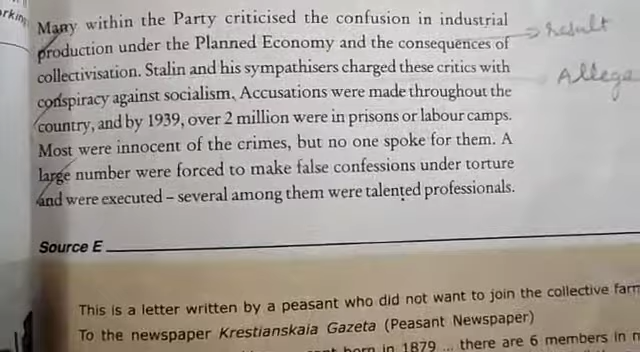 Many within the Party criticised the confusion in industrial
production under the Planned Economy and the consequences of
collectivisation. Stalin and his sympathisers charged these critics with
conspiracy against socialism. Accusations were made throughout the
country, and by 1939, over 2 million were in prisons or labour camps.
Most were innocent of the crimes, but no one spoke for them. A
large number were forced to make false confessions under torture
and were executed – several among them were talented professionals.
result
Allega
Source E
This is a letter written by a peasant who did not want to join the collective farm
To the newspaper Krestianskaia Gazeta (Peasant Newspaper)
born in 1879 ... there are 6 members in